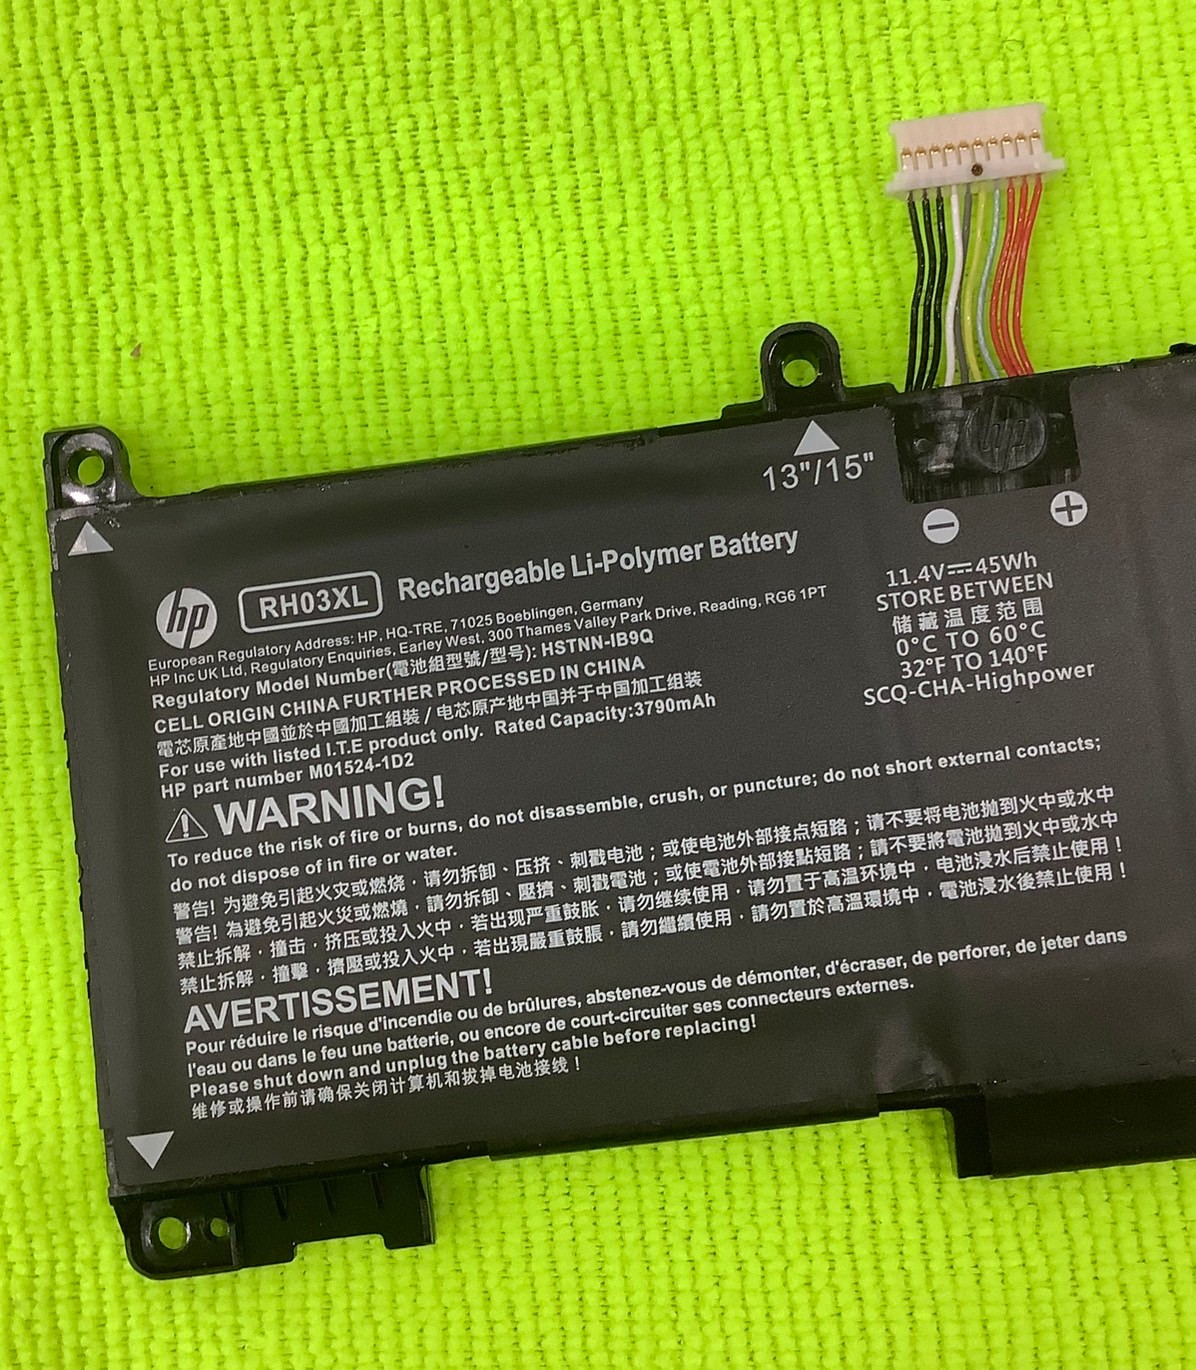 13"/15"
hp
RH03XL
Rechargeable Li-Polymer Battery
European Regulatory Address: HP, HQ-TRE, 71025 Boeblingen, Germany
HP Inc UK Ltd, Regulatory Enquiries, Earley West, 300 Thames Valley Park Drive, Reading, RG6 1PT
Regulatory Model Number(電池組型號/型号): HSTNN-IB9Q
CELL ORIGIN CHINA FURTHER PROCESSED IN CHINA
電芯原產地中國並於中國加工組裝 / 电芯原产地中国并于中国加工组装
For use with listed I.T.E product only. Rated Capacity:3790mAh
HP part number M01524-1D2
11.4V⎓45Wh
STORE BETWEEN
储藏温度范围
0°C TO 60°C
32°F TO 140°F
SCQ-CHA-Highpower
WARNING!
To reduce the risk of fire or burns, do not disassemble, crush, or puncture; do not short external contacts;
do not dispose of in fire or water.
警告! 为避免引起火灾或燃烧，请勿拆卸、压挤、刺戳电池；或使电池外部接点短路；请不要将电池抛到火中或水中
警告! 為避免引起火災或燃燒，請勿拆卸、壓擠、刺戳電池；或使電池外部接點短路；請不要將電池拋到火中或水中
禁止拆解，撞击，挤压或投入火中，若出现严重鼓胀，请勿继续使用，请勿置于高温环境中，电池浸水后禁止使用！
禁止拆解，撞擊，擠壓或投入火中，若出現嚴重鼓脹，請勿繼續使用，請勿置於高溫環境中，電池浸水後禁止使用！
AVERTISSEMENT!
Pour réduire le risque d'incendie ou de brûlures, abstenez-vous de démonter, d'écraser, de perforer, de jeter dans
l'eau ou dans le feu une batterie, ou encore de court-circuiter ses connecteurs externes.
Please shut down and unplug the battery cable before replacing!
维修或操作前请确保关闭计算机和拔掉电池接线！